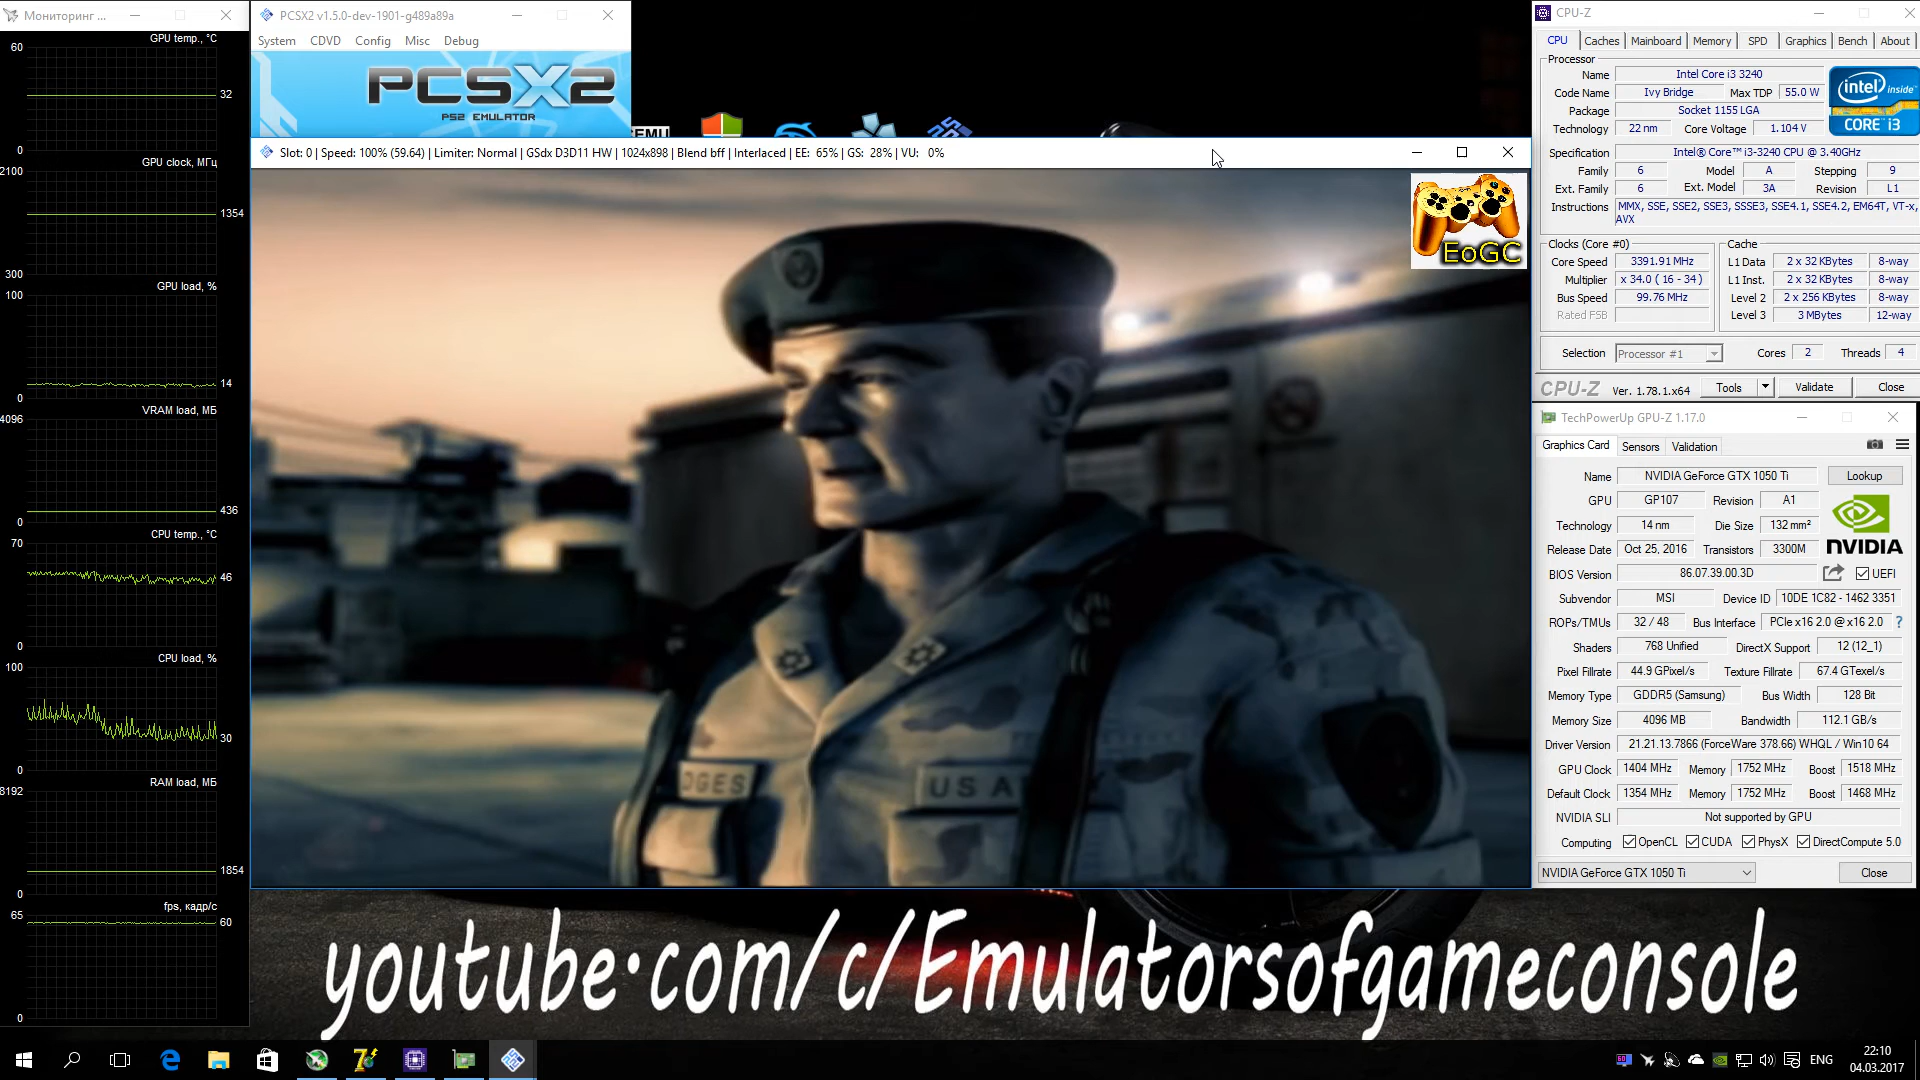 Мониторинг ...
GPU temp., °C
60
32
0
GPU clock, МГц
2100
1354
300
GPU load, %
100
14
0
VRAM load, МБ
4096
436
0
CPU temp., °C
70
46
0
CPU load, %
100
30
0
RAM load, МБ
8192
1854
0
fps, кадр/с
65
60
0
PCSX2 v1.5.0-dev-1901-g489a89a
System CDVD Config Misc Debug
PCSX2
PS2 EMULATOR
CEMU
Slot: 0 | Speed: 100% (59.64) | Limiter: Normal | GSdx D3D11 HW | 1024x898 | Blend bff | Interlaced | EE: 65% | GS: 28% | VU: 0%
EoGC
DGES
US A
CPU-Z
CPU Caches Mainboard Memory SPD Graphics Bench About
Processor
Name Intel Core i3 3240
Code Name Ivy Bridge Max TDP 55.0 W
Package Socket 1155 LGA
Technology 22 nm Core Voltage 1.104 V
intel inside™
CORE i3
Specification Intel® Core™ i3-3240 CPU @ 3.40GHz
Family 6 Model A Stepping 9
Ext. Family 6 Ext. Model 3A Revision L1
Instructions MMX, SSE, SSE2, SSE3, SSSE3, SSE4.1, SSE4.2, EM64T, VT-x,
AVX
Clocks (Core #0)
Core Speed 3391.91 MHz
Multiplier x 34.0 ( 16 - 34 )
Bus Speed 99.76 MHz
Rated FSB
Cache
L1 Data 2 x 32 KBytes 8-way
L1 Inst. 2 x 32 KBytes 8-way
Level 2 2 x 256 KBytes 8-way
Level 3 3 MBytes 12-way
Selection Processor #1 Cores 2 Threads 4
CPU-Z Ver. 1.78.1.x64 Tools Validate Close
TechPowerUp GPU-Z 1.17.0
Graphics Card Sensors Validation
Name NVIDIA GeForce GTX 1050 Ti Lookup
GPU GP107 Revision A1
Technology 14 nm Die Size 132 mm²
Release Date Oct 25, 2016 Transistors 3300M
NVIDIA
BIOS Version 86.07.39.00.3D UEFI
Subvendor MSI Device ID 10DE 1C82 - 1462 3351
ROPs/TMUs 32 / 48 Bus Interface PCIe x16 2.0 @ x16 2.0 ?
Shaders 768 Unified DirectX Support 12 (12_1)
Pixel Fillrate 44.9 GPixel/s Texture Fillrate 67.4 GTexel/s
Memory Type GDDR5 (Samsung) Bus Width 128 Bit
Memory Size 4096 MB Bandwidth 112.1 GB/s
Driver Version 21.21.13.7866 (ForceWare 378.66) WHQL / Win10 64
GPU Clock 1404 MHz Memory 1752 MHz Boost 1518 MHz
Default Clock 1354 MHz Memory 1752 MHz Boost 1468 MHz
NVIDIA SLI Not supported by GPU
Computing OpenCL CUDA PhysX DirectCompute 5.0
NVIDIA GeForce GTX 1050 Ti Close
youtube.com/c/Emulatorsofgameconsole
ENG
22:10
04.03.2017